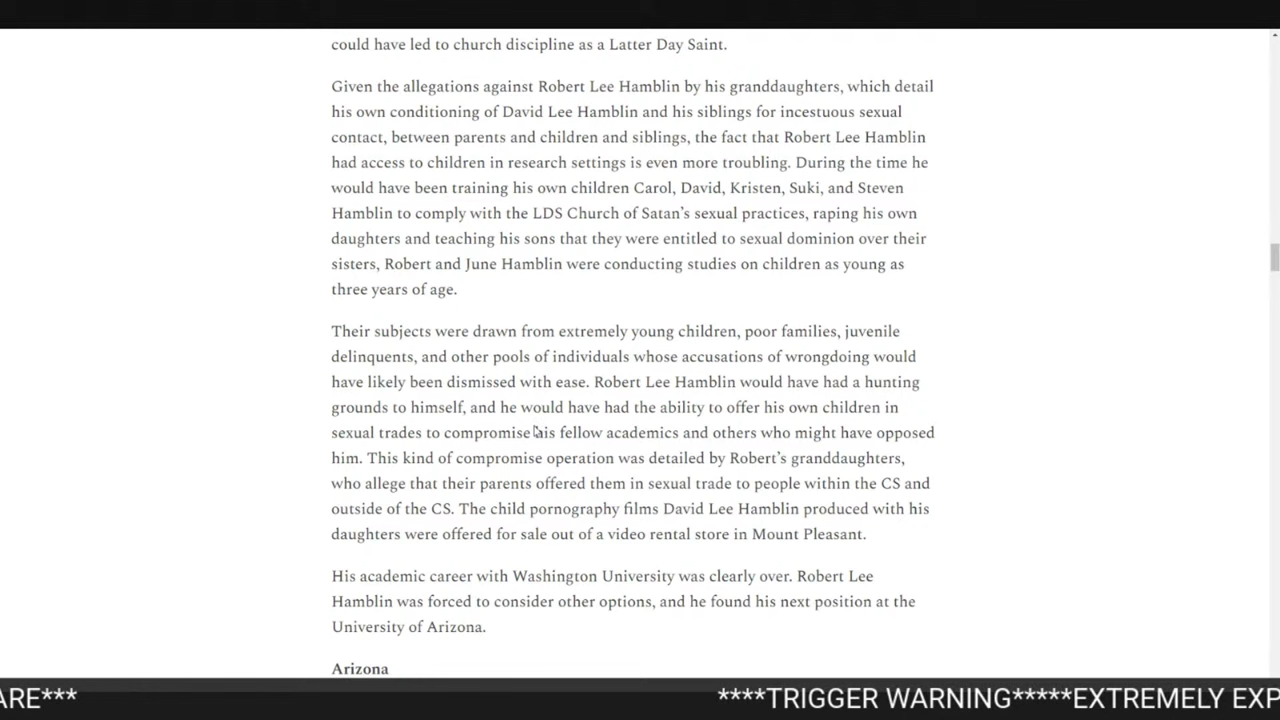 could have led to church discipline as a Latter Day Saint.
Given the allegations against Robert Lee Hamblin by his granddaughters, which detail
his own conditioning of David Lee Hamblin and his siblings for incestuous sexual
contact, between parents and children and siblings, the fact that Robert Lee Hamblin
had access to children in research settings is even more troubling. During the time he
would have been training his own children Carol, David, Kristen, Suki, and Steven
Hamblin to comply with the LDS Church of Satan's sexual practices, raping his own
daughters and teaching his sons that they were entitled to sexual dominion over their
sisters, Robert and June Hamblin were conducting studies on children as young as
three years of age.
Their subjects were drawn from extremely young children, poor families, juvenile
delinquents, and other pools of individuals whose accusations of wrongdoing would
have likely been dismissed with ease. Robert Lee Hamblin would have had a hunting
grounds to himself, and he would have had the ability to offer his own children in
sexual trades to compromise his fellow academics and others who might have opposed
him. This kind of compromise operation was detailed by Robert's granddaughters,
who allege that their parents offered them in sexual trade to people within the CS and
outside of the CS. The child pornography films David Lee Hamblin produced with his
daughters were offered for sale out of a video rental store in Mount Pleasant.
His academic career with Washington University was clearly over. Robert Lee
Hamblin was forced to consider other options, and he found his next position at the
University of Arizona.
Arizona
ARE*** ****TRIGGER WARNING*****EXTREMELY EXP